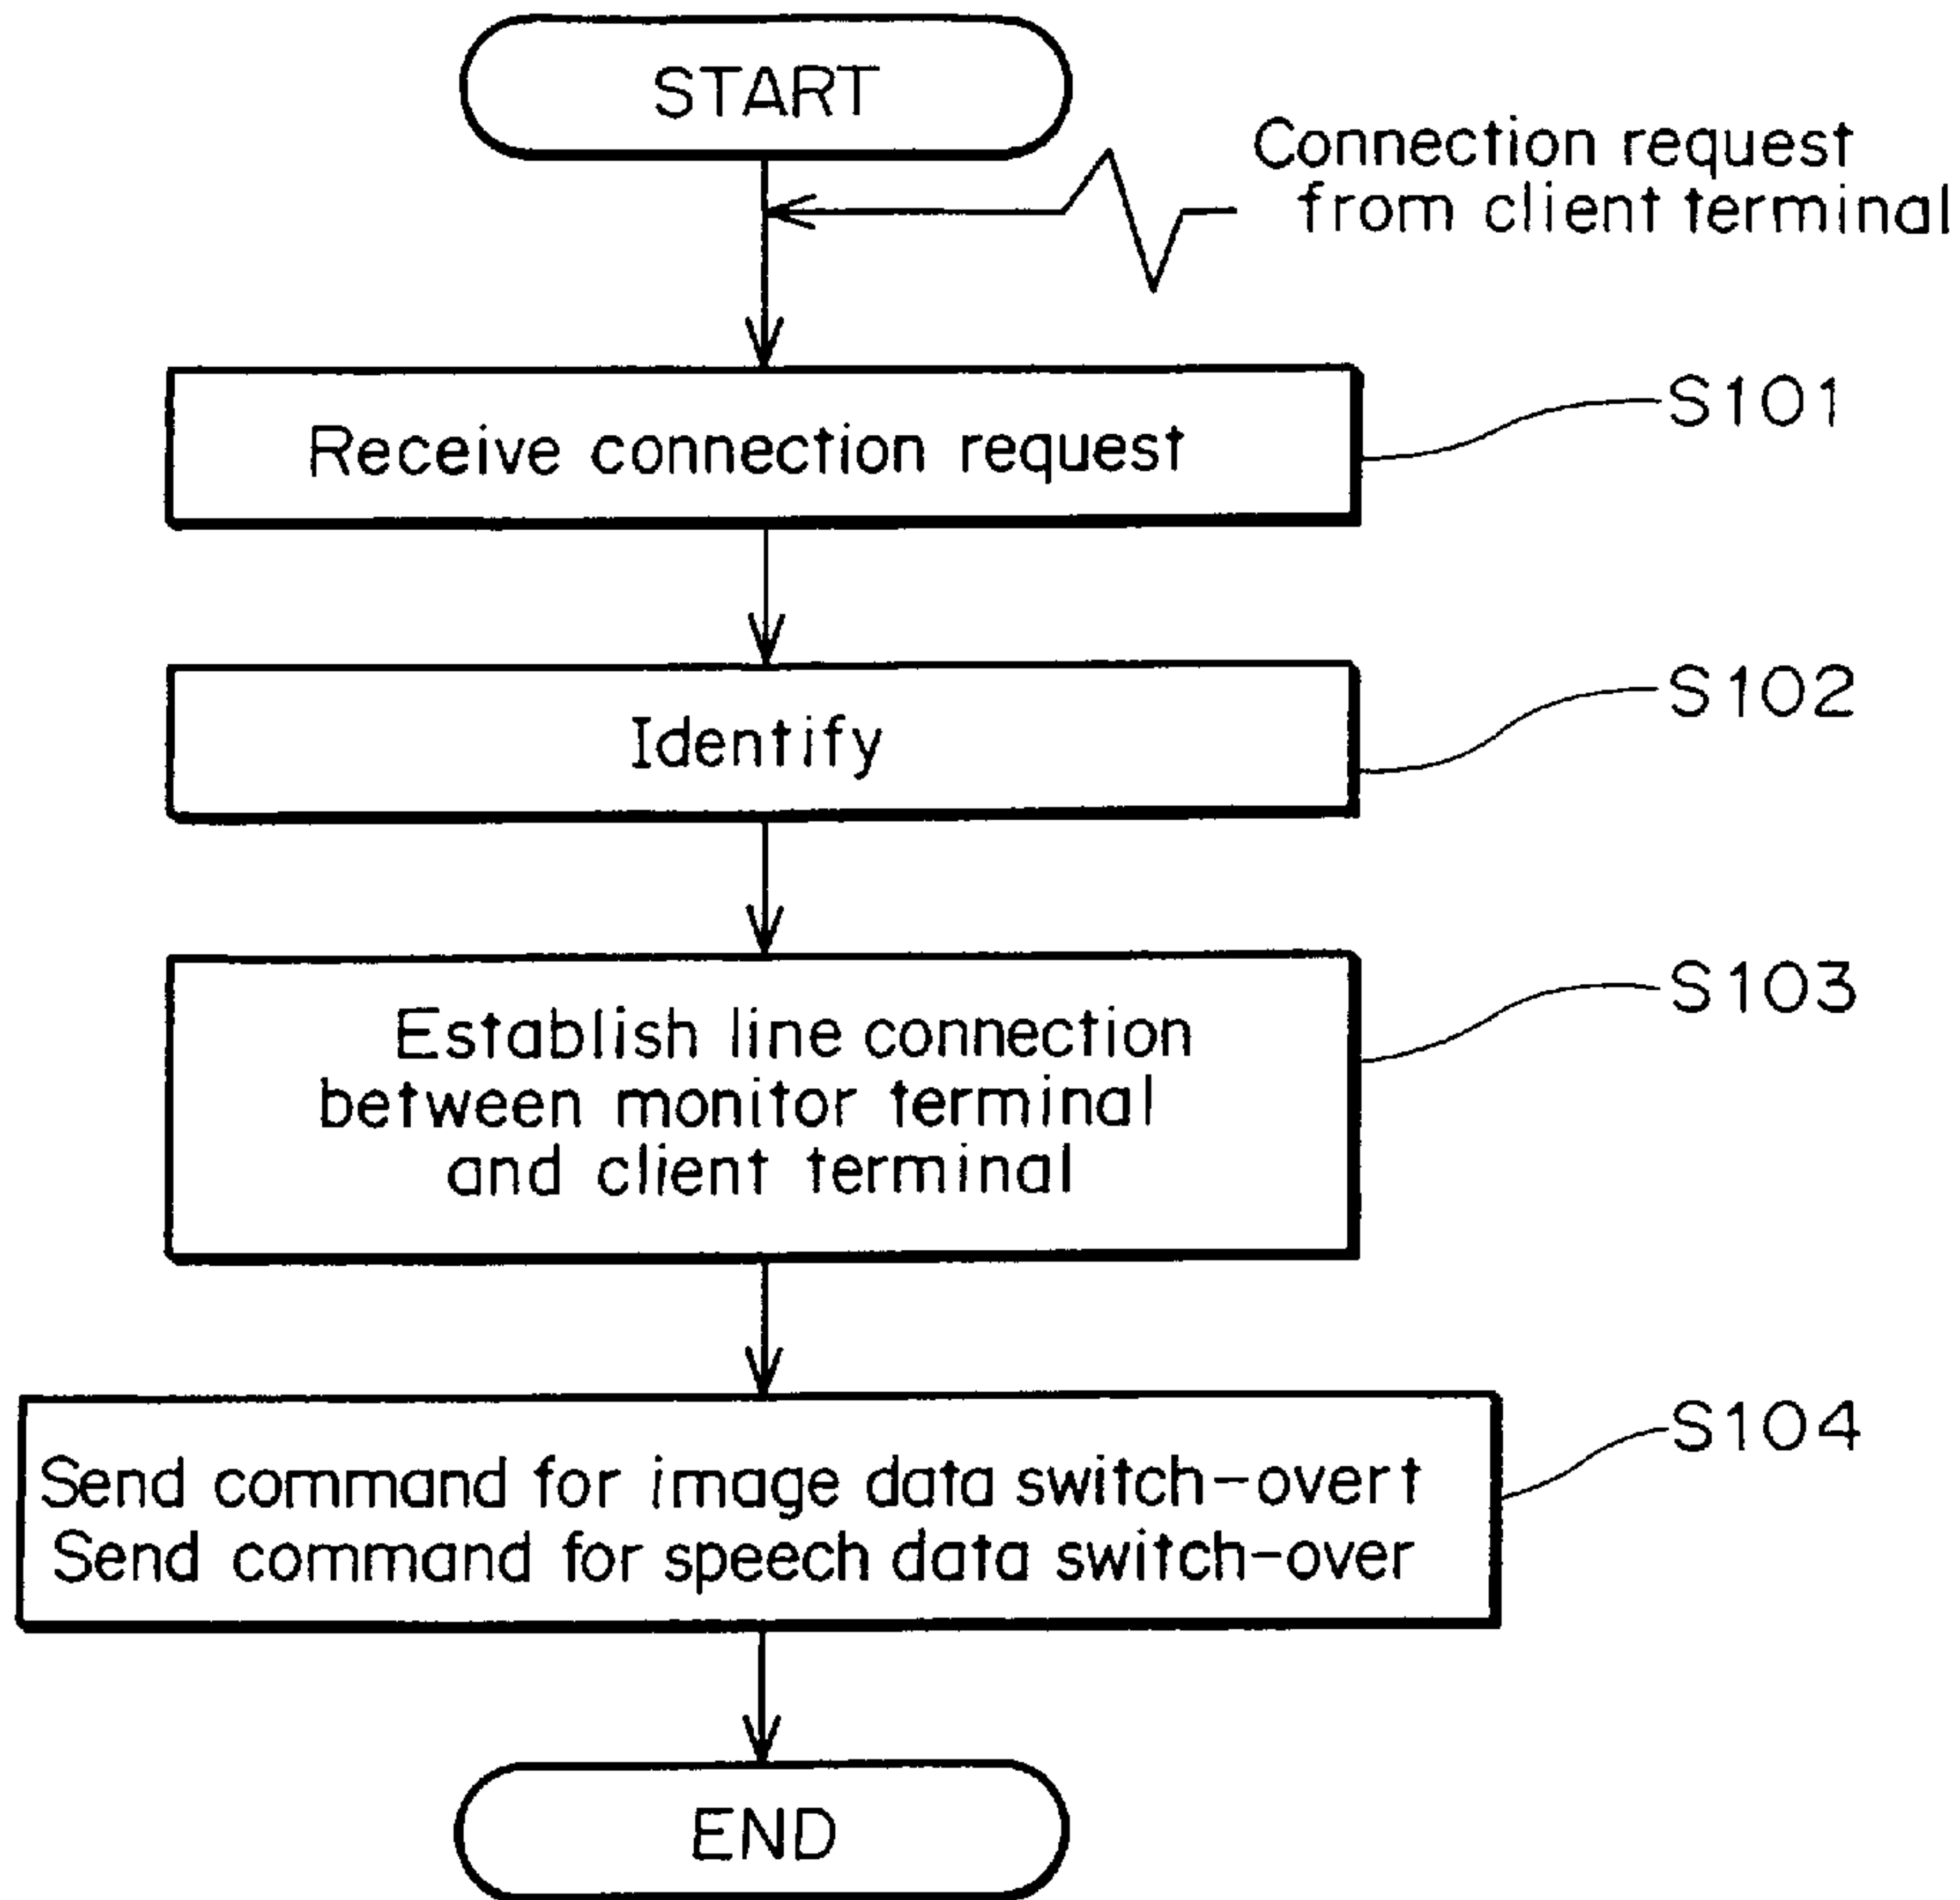 START
Connection request
from client terminal
Receive connection request
S101
Identify
S102
Establish line connection
between monitor terminal
and client terminal
S103
Send command for image data switch-overt
Send command for speech data switch-over
S104
END